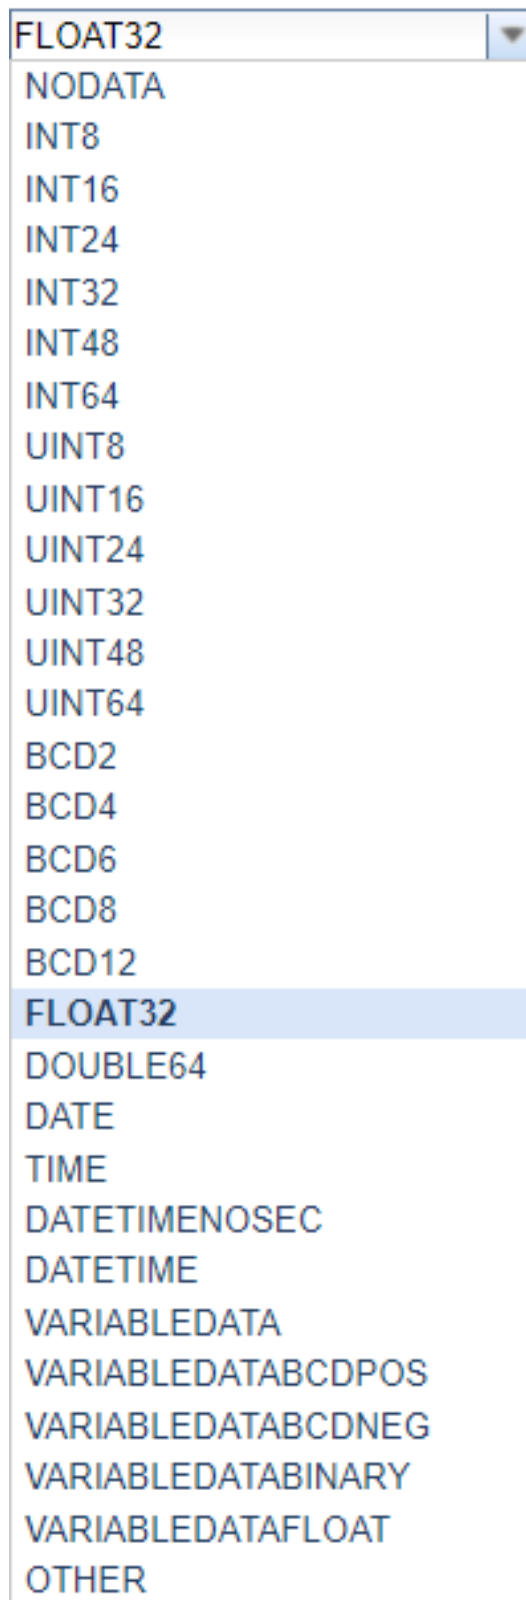 FLOAT32
NODATA
INT8
INT16
INT24
INT32
INT48
INT64
UINT8
UINT16
UINT24
UINT32
UINT48
UINT64
BCD2
BCD4
BCD6
BCD8
BCD12
FLOAT32
DOUBLE64
DATE
TIME
DATETIMENOSEC
DATETIME
VARIABLEDATA
VARIABLEDATABCDPOS
VARIABLEDATABCDNEG
VARIABLEDATABINARY
VARIABLEDATAFLOAT
OTHER